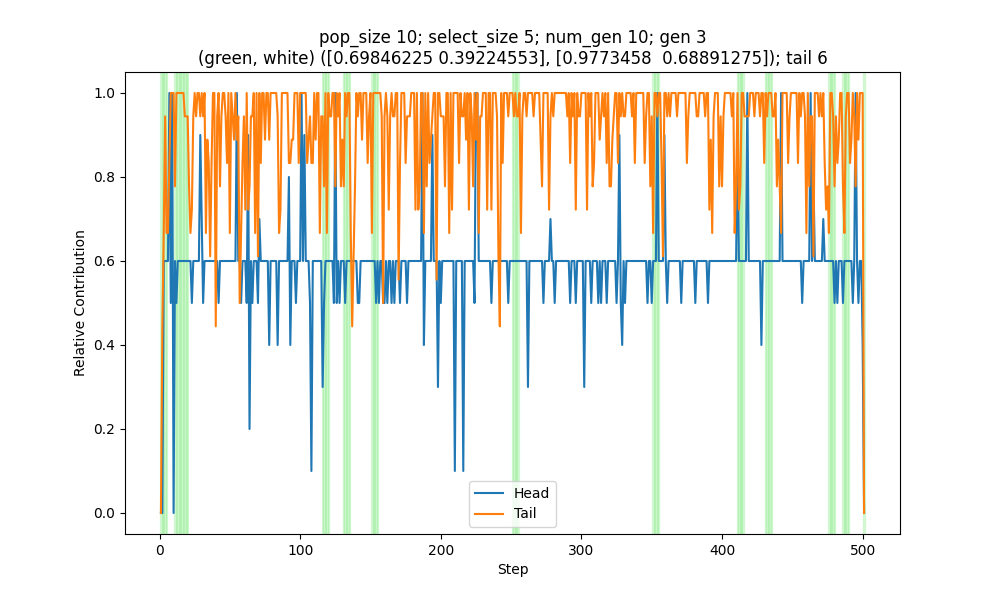 pop_size 10; select_size 5; num_gen 10; gen 3
(green, white) ([0.69846225 0.39224553], [0.9773458  0.68891275]); tail 6
1.0
0.8
0.6
0.4
0.2
0.0
Relative Contribution
Head
Tail
0
100
200
300
400
500
Step